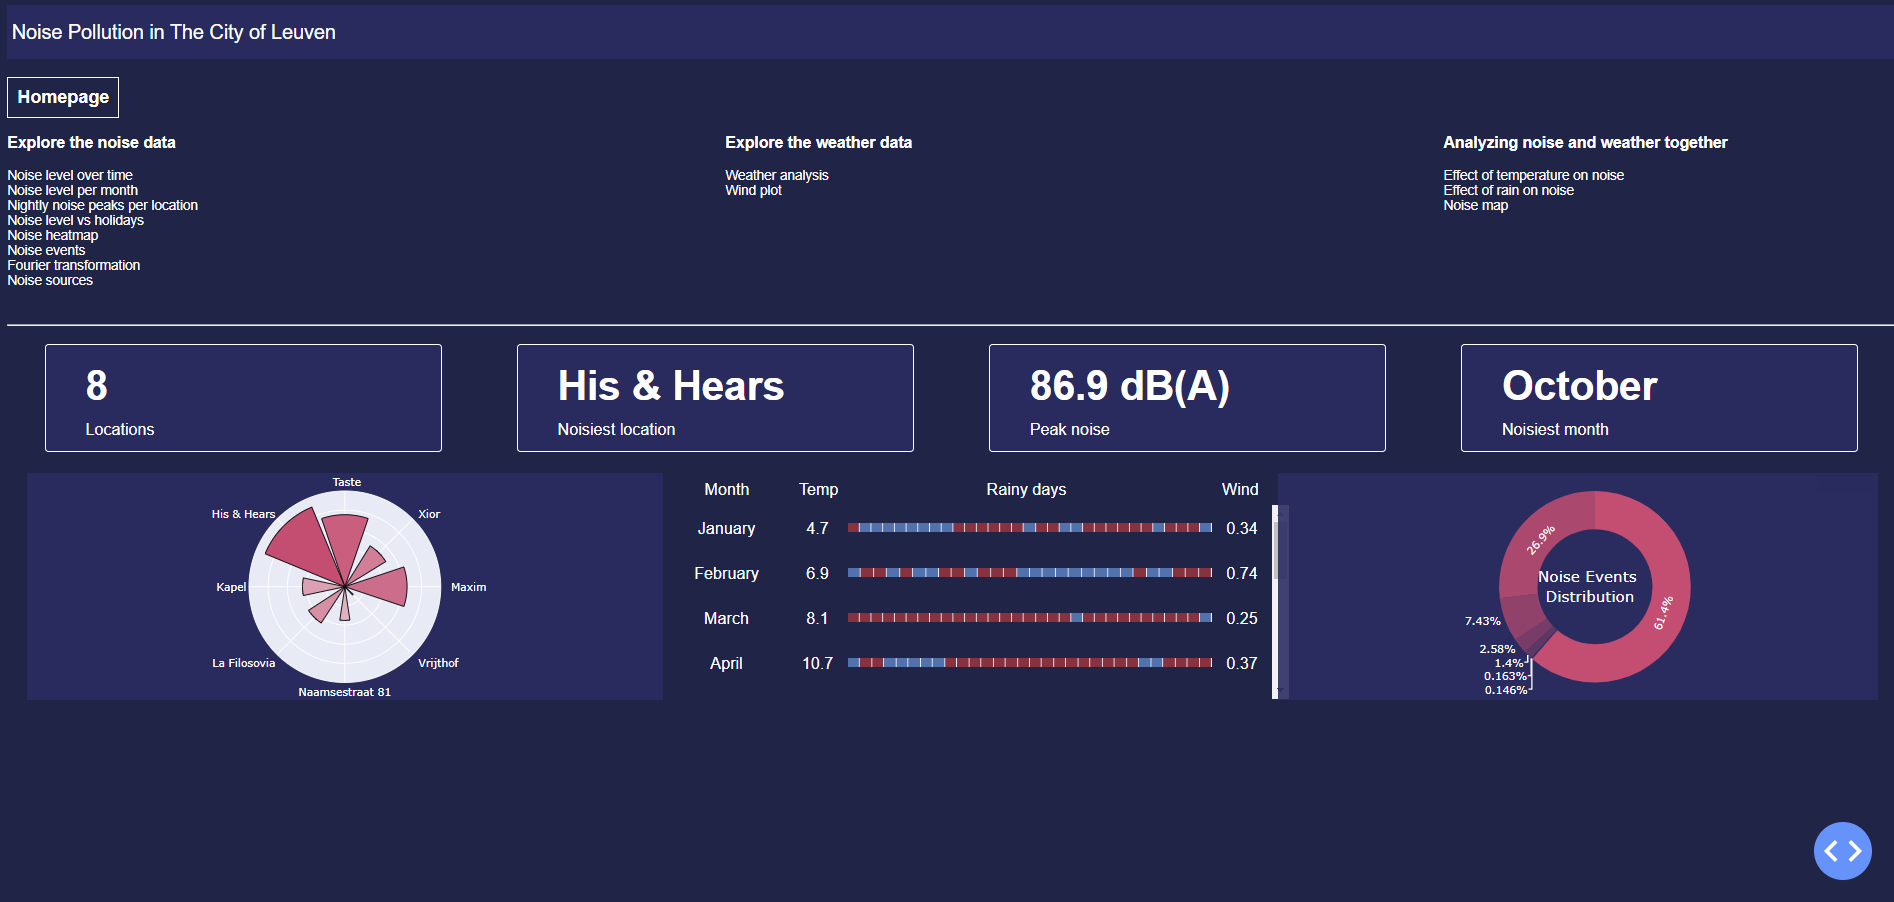 Noise Pollution in The City of Leuven
Homepage
Explore the noise data
Noise level over time
Noise level per month
Nightly noise peaks per location
Noise level vs holidays
Noise heatmap
Noise events
Fourier transformation
Noise sources
Explore the weather data
Weather analysis
Wind plot
Analyzing noise and weather together
Effect of temperature on noise
Effect of rain on noise
Noise map
8
Locations
His & Hears
Noisiest location
86.9 dB(A)
Peak noise
October
Noisiest month
Taste
His & Hears
Xior
Kapel
Maxim
La Filosovia
Vrijthof
Naamsestraat 81
Month Temp Rainy days Wind
January 4.7 0.34
February 6.9 0.74
March 8.1 0.25
April 10.7 0.37
26.9%
Noise Events
Distribution
61.4%
7.43%
2.58%
1.4%
0.163%
0.146%